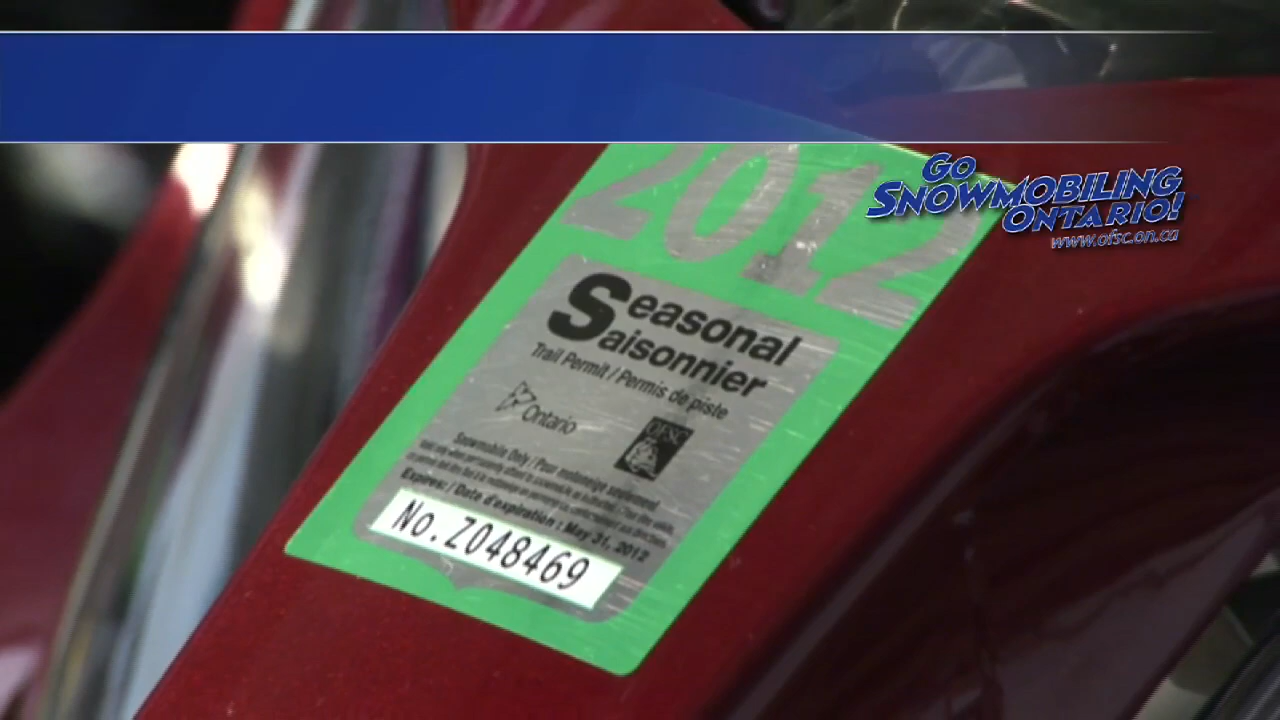 2012
Go
Snowmobiling
Ontario!
www.ofsc.on.ca
Seasonal
Saisonnier
Trail Permit / Permis de piste
Ontario
OFSC
Snowmobile Only / Pour motoneige seulement
Expires: / Date d'expiration : May 31, 2012
No. Z048469